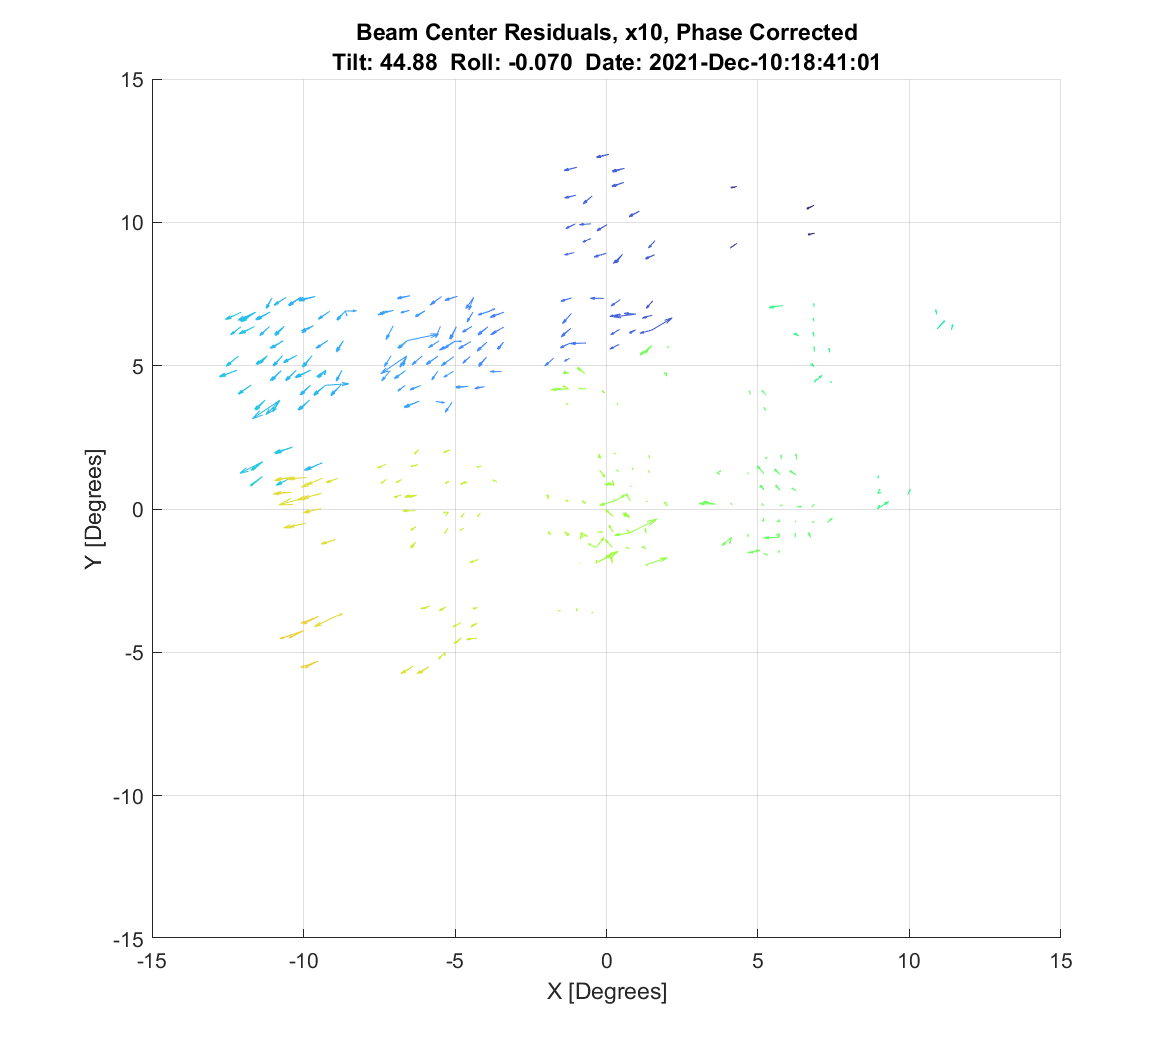 Beam Center Residuals, x10, Phase Corrected
Tilt: 44.88 Roll: -0.070 Date: 2021-Dec-10:18:41:01
15
10
5
0
-5
-10
-15
Y [Degrees]
-15 -10 -5 0 5 10 15
X [Degrees]